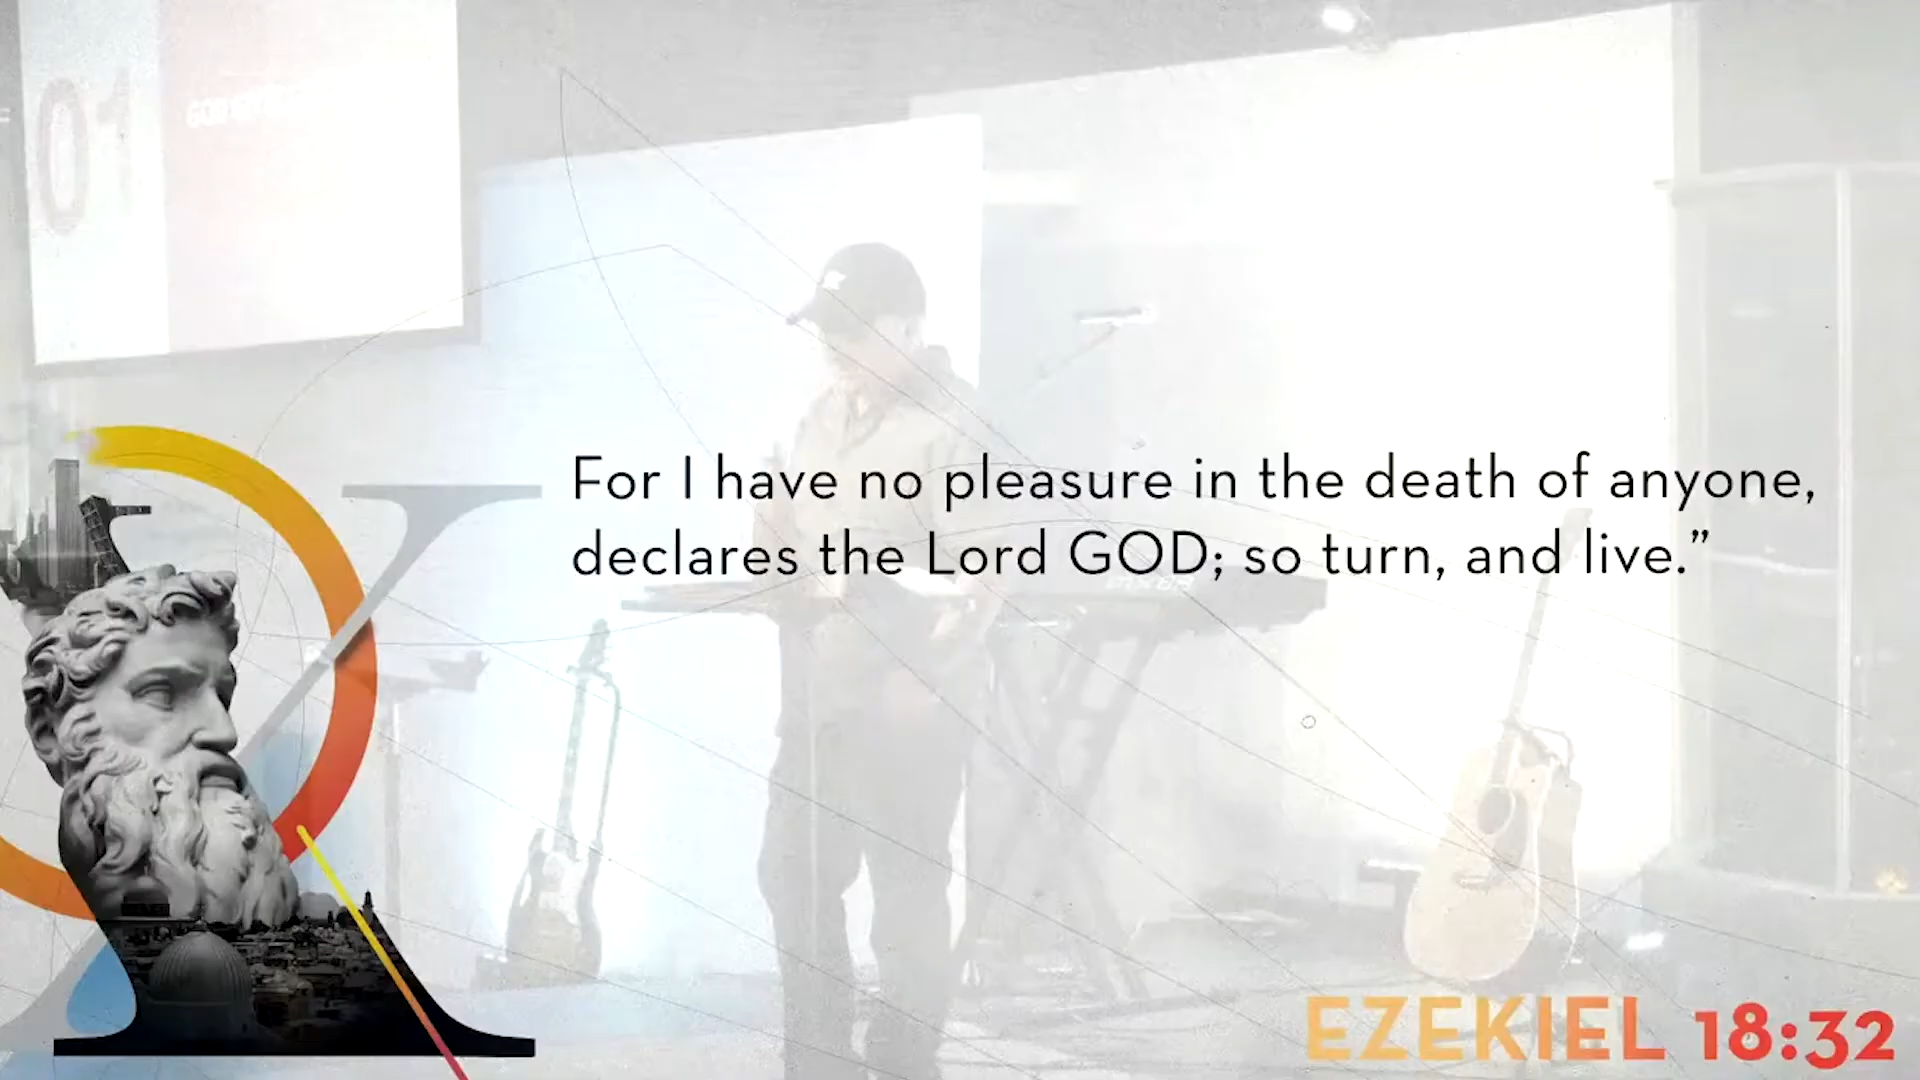 01
For I have no pleasure in the death of anyone,
declares the Lord GOD; so turn, and live.”
EZEKIEL 18:32